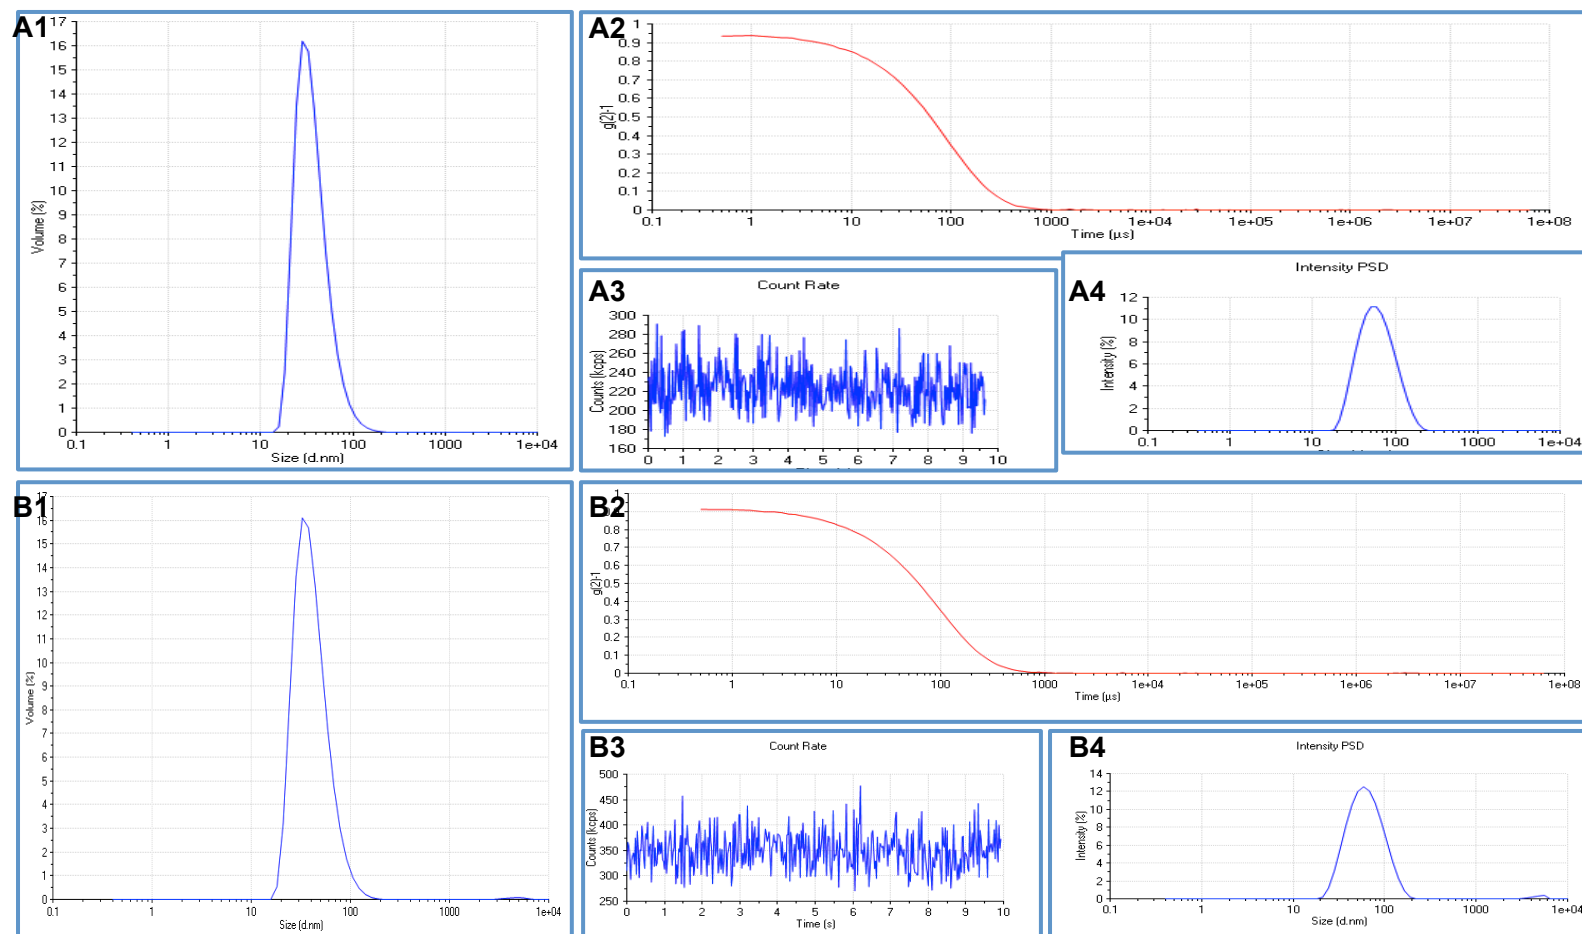 A1
17
16
15
14
13
12
11
10
9
8
7
6
5
4
3
2
1
0
Volume (%)
0.1 1 10 100 1000 1e+04
Size (d.nm)
A2
1
0.9
0.8
0.7
0.6
0.5
0.4
0.3
0.2
0.1
0
g(2)-1
0.1 1 10 100 1000 1e+04 1e+05 1e+06 1e+07 1e+08
Time (µs)
A3
Count Rate
300
280
260
240
220
200
180
160
Counts (kcps)
0 1 2 3 4 5 6 7 8 9 10
A4
Intensity PSD
12
10
8
6
4
2
0
Intensity (%)
0.1 1 10 100 1000 1e+04
B1
15
14
13
12
11
10
9
8
7
6
5
4
3
2
1
0
Volume (%)
0.1 1 10 100 1000 1e+04
Size (d.nm)
B2
0.8
0.7
0.6
0.5
0.4
0.3
0.2
0.1
0
g(2)-1
0.1 1 10 100 1000 1e+04 1e+05 1e+06 1e+07 1e+08
Time (µs)
B3
Count Rate
500
450
400
350
300
250
Counts (kcps)
0 1 2 3 4 5 6 7 8 9 10
Time (s)
B4
Intensity PSD
14
12
10
8
6
4
2
0
Intensity (%)
0.1 1 10 100 1000 1e+04
Size (d.nm)